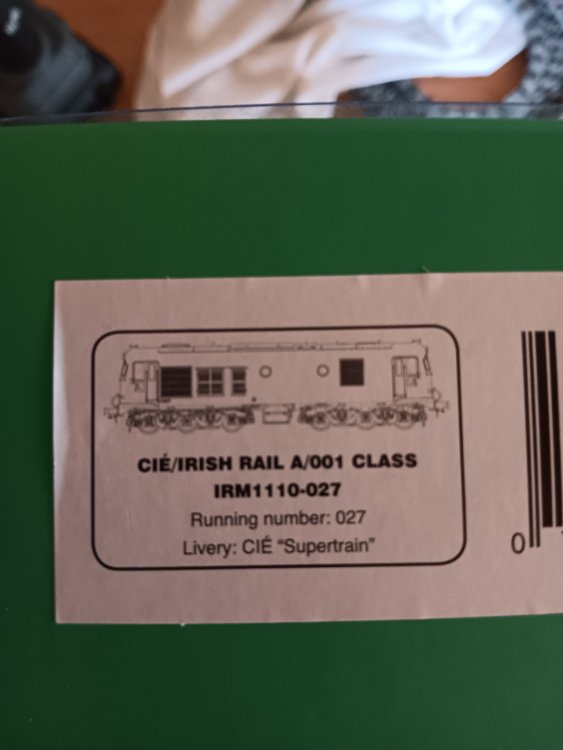 CIÉ/IRISH RAIL A/001 CLASS
IRM1110-027
Running number: 027
Livery: CIÉ “Supertrain”
0